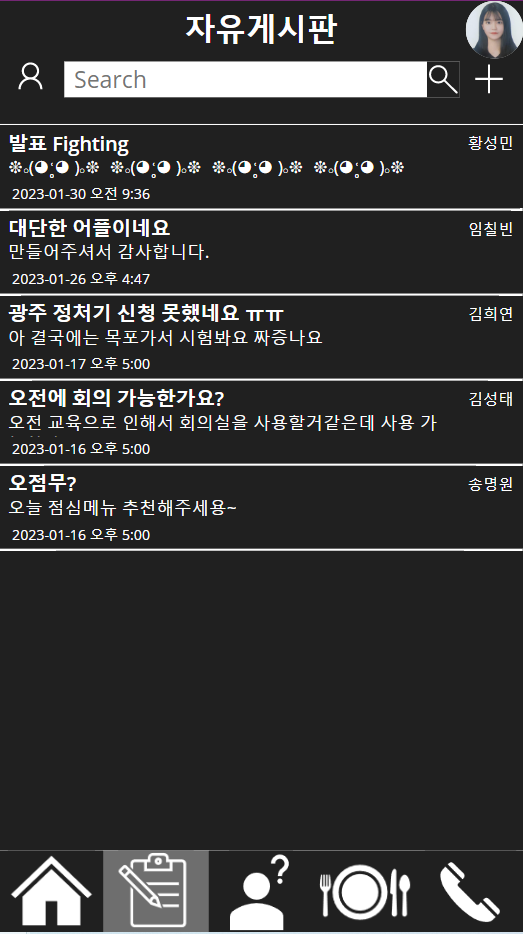 자유게시판
Search
발표 Fighting
황성민
❊ₒ(◕‿◕ )ₒ❊ ❊ₒ(◕‿◕ )ₒ❊ ❊ₒ(◕‿◕ )ₒ❊ ❊ₒ(◕‿◕ )ₒ❊
2023-01-30 오전 9:36
대단한 어플이네요
임칠빈
만들어주셔서 감사합니다.
2023-01-26 오후 4:47
광주 정처기 신청 못했네요 ㅠㅠ
김희연
아 결국에는 목포가서 시험봐요 짜증나요
2023-01-17 오후 5:00
오전에 회의 가능한가요?
김성태
오전 교육으로 인해서 회의실을 사용할거같은데 사용 가
2023-01-16 오후 5:00
오점무?
송명원
오늘 점심메뉴 추천해주세용~
2023-01-16 오후 5:00
?